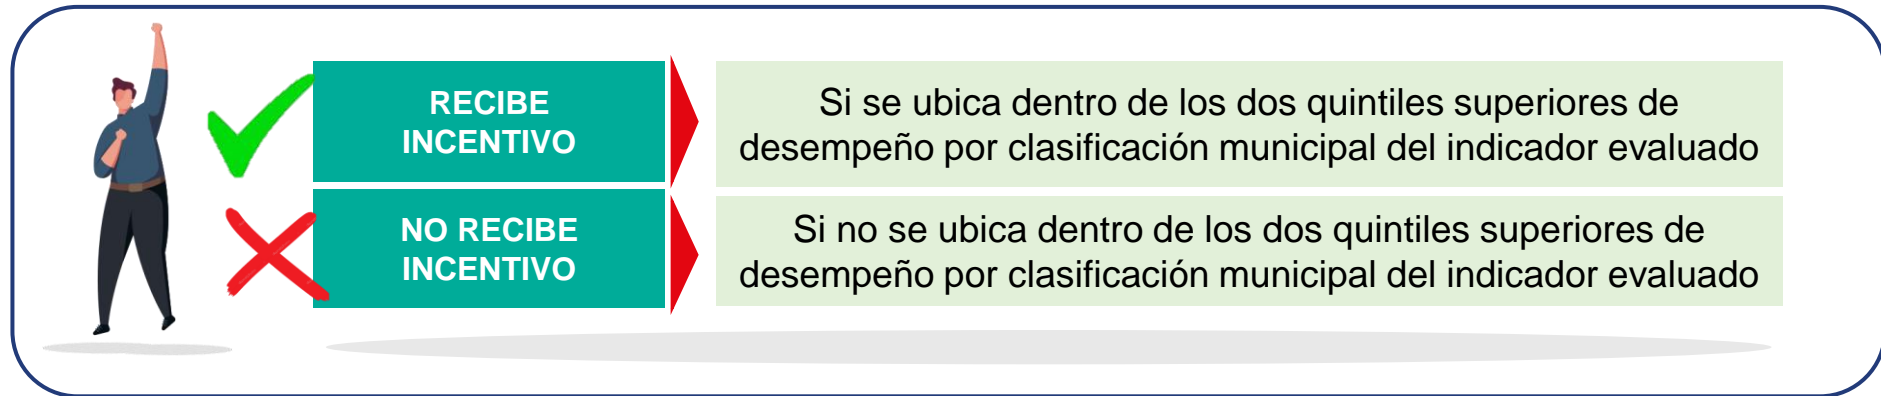 RECIBE
INCENTIVO
Si se ubica dentro de los dos quintiles superiores de
desempeño por clasificación municipal del indicador evaluado
NO RECIBE
INCENTIVO
Si no se ubica dentro de los dos quintiles superiores de
desempeño por clasificación municipal del indicador evaluado